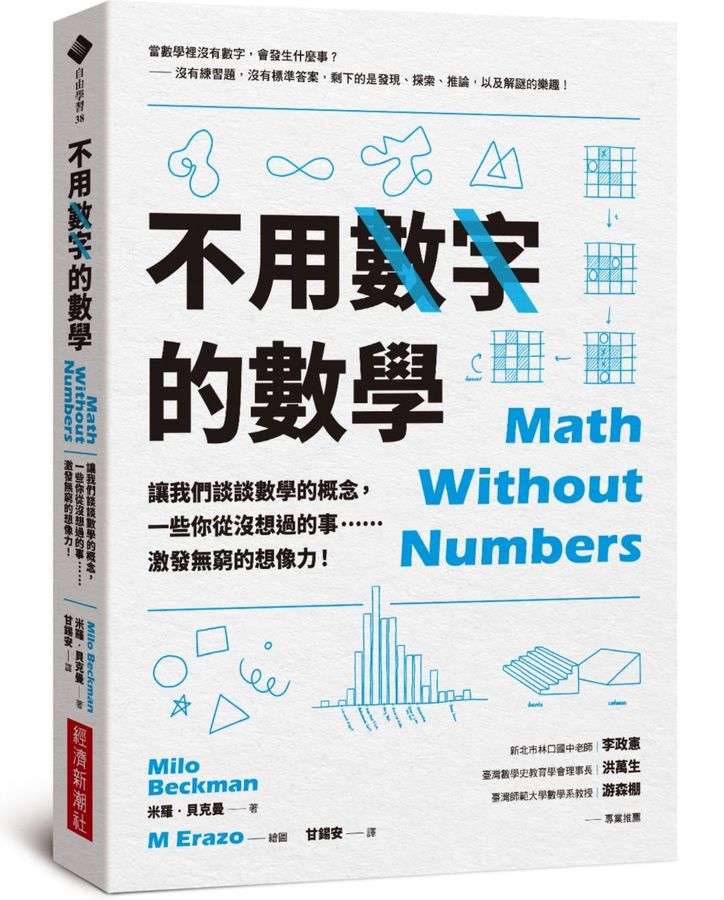 當數學裡沒有數字，會發生什麼事？
——沒有練習題，沒有標準答案，剩下的是發現、探索、推論，以及解謎的樂趣！
不用數字
的數學
Math
Without
Numbers
讓我們談談數學的概念，
一些你從沒想過的事……
激發無窮的想像力！
forever
discrete
continuous
Milo
Beckman
米羅．貝克曼——著
M Erazo——繪圖 甘錫安——譯
新北市林口國中老師｜李政憲
臺灣數學史教育學會理事長｜洪萬生
臺灣師範大學數學系教授｜游森棚
——專業推薦
自由學習 38
不用數字的數學
Math
Without
Numbers
讓我們談談數學的概念，
一些你從沒想過的事……
激發無窮的想像力！
Milo Beckman
米羅．貝克曼——著
甘錫安——譯
經濟新潮社